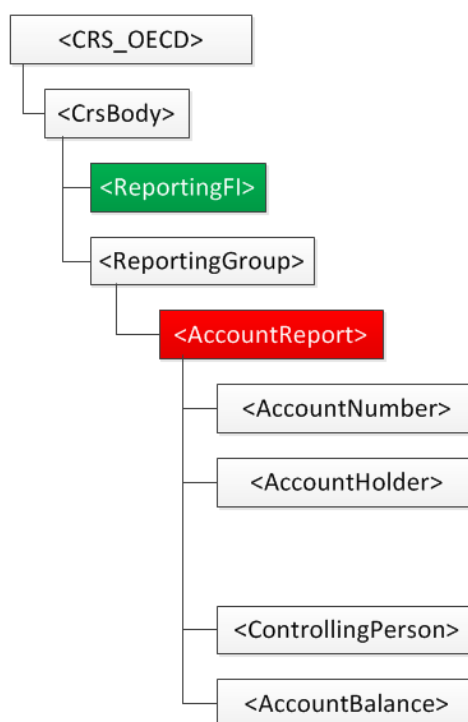 <CRS_OECD>
<CrsBody>
<ReportingFI>
<ReportingGroup>
<AccountReport>
<AccountNumber>
<AccountHolder>
<ControllingPerson>
<AccountBalance>